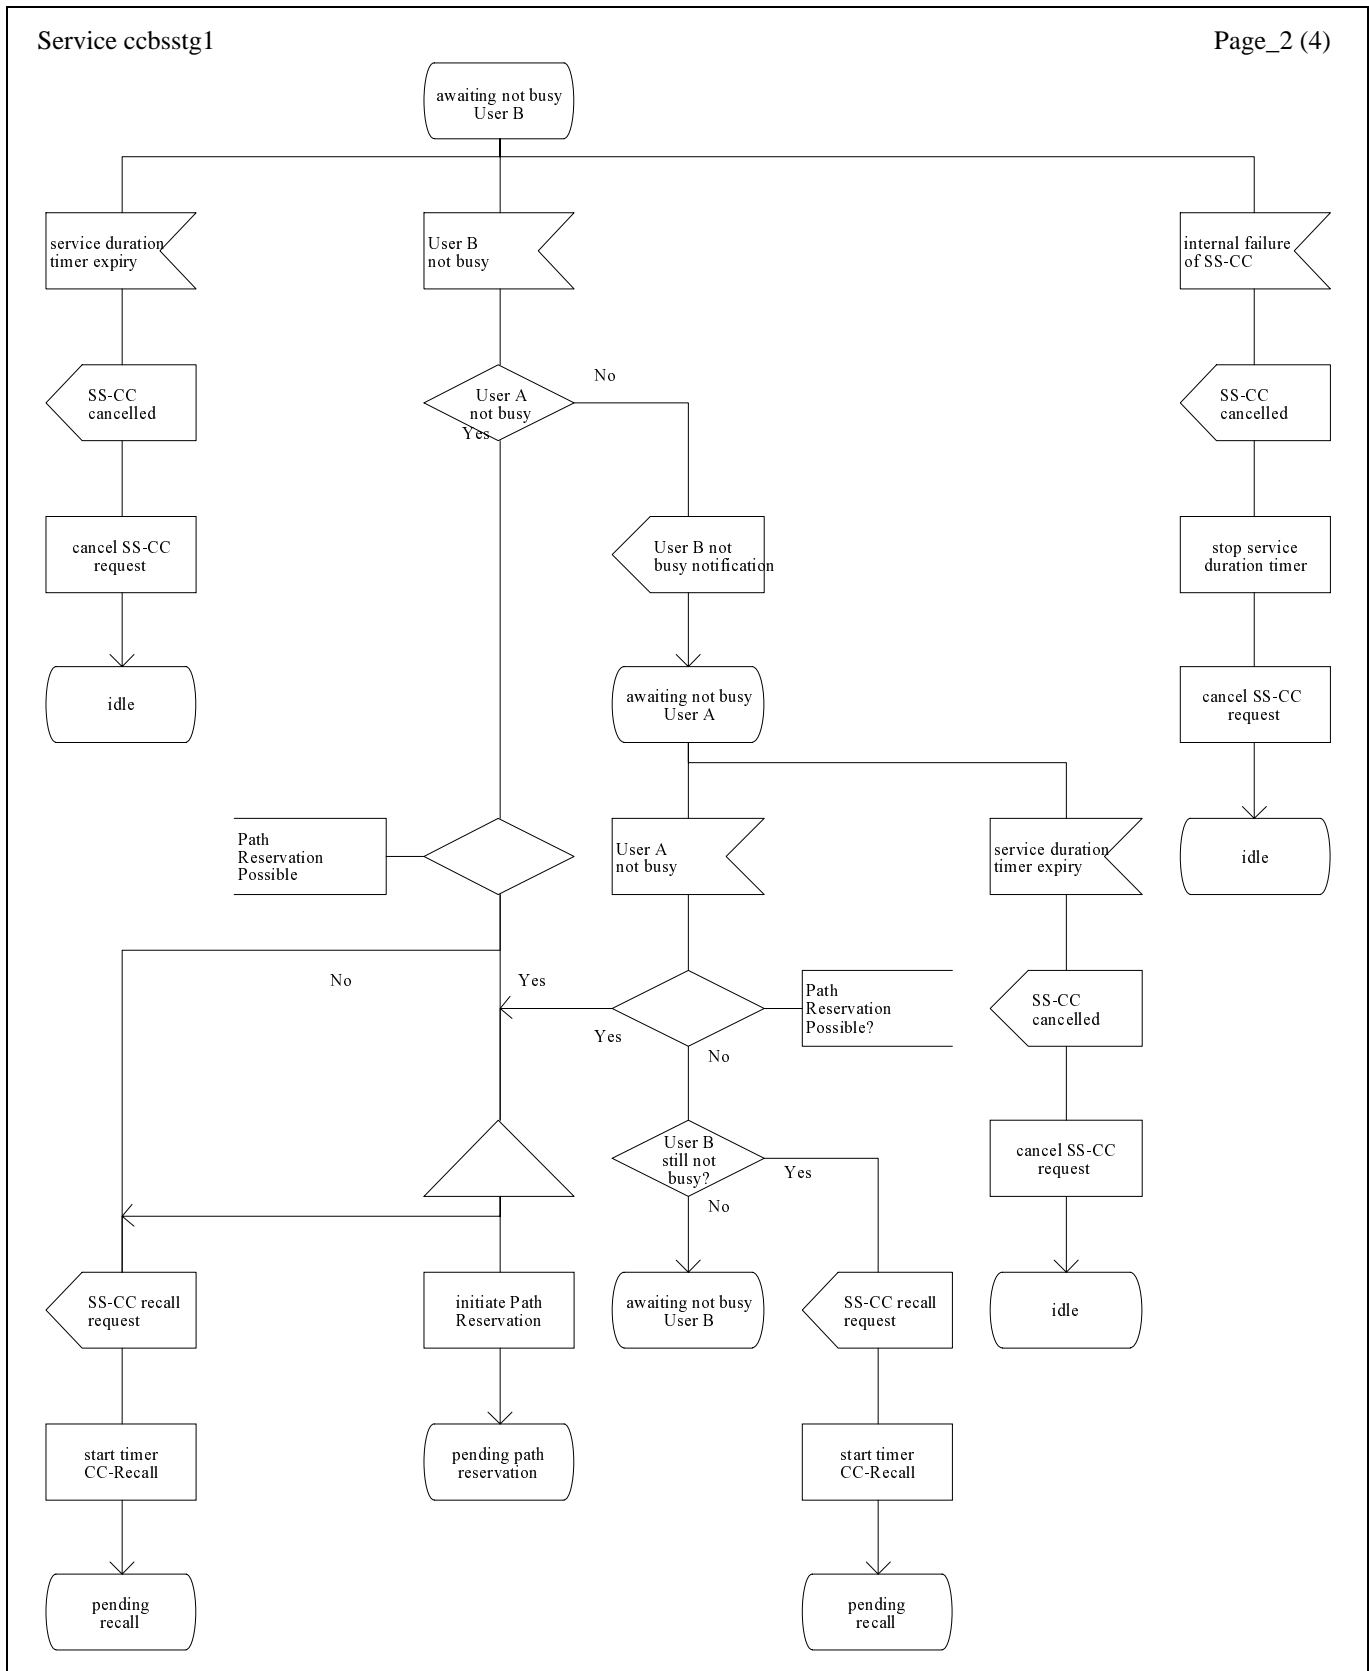 Service ccbsstg1
Page_2 (4)
awaiting not busy
User B
service duration
timer expiry
User B
not busy
internal failure
of SS-CC
SS-CC
cancelled
User A
not busy
Yes
No
SS-CC
cancelled
cancel SS-CC
request
User B not
busy notification
stop service
duration timer
idle
awaiting not busy
User A
cancel SS-CC
request
Path
Reservation
Possible
User A
not busy
service duration
timer expiry
idle
No
Yes
Yes
No
Path
Reservation
Possible?
SS-CC
cancelled
User B
still not
busy?
Yes
No
cancel SS-CC
request
SS-CC recall
request
initiate Path
Reservation
awaiting not busy
User B
SS-CC recall
request
idle
start timer
CC-Recall
pending path
reservation
start timer
CC-Recall
pending
recall
pending
recall